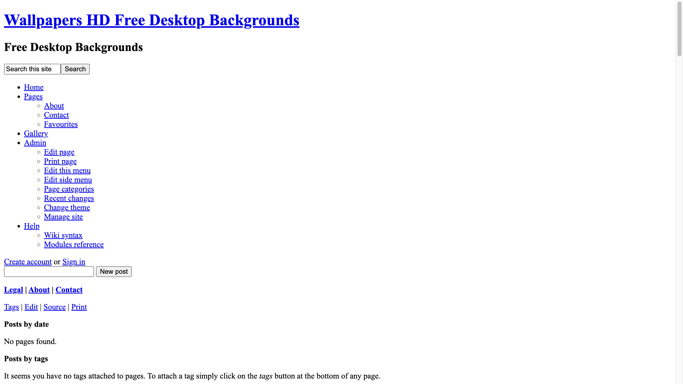 Wallpapers HD Free Desktop Backgrounds
Free Desktop Backgrounds
Search this site Search
Home
Pages
About
Contact
Favourites
Gallery
Admin
Edit page
Print page
Edit this menu
Edit side menu
Page categories
Recent changes
Change theme
Manage site
Help
Wiki syntax
Modules reference
Create account or Sign in
New post
Legal | About | Contact
Tags | Edit | Source | Print
Posts by date
No pages found.
Posts by tags
It seems you have no tags attached to pages. To attach a tag simply click on the tags button at the bottom of any page.